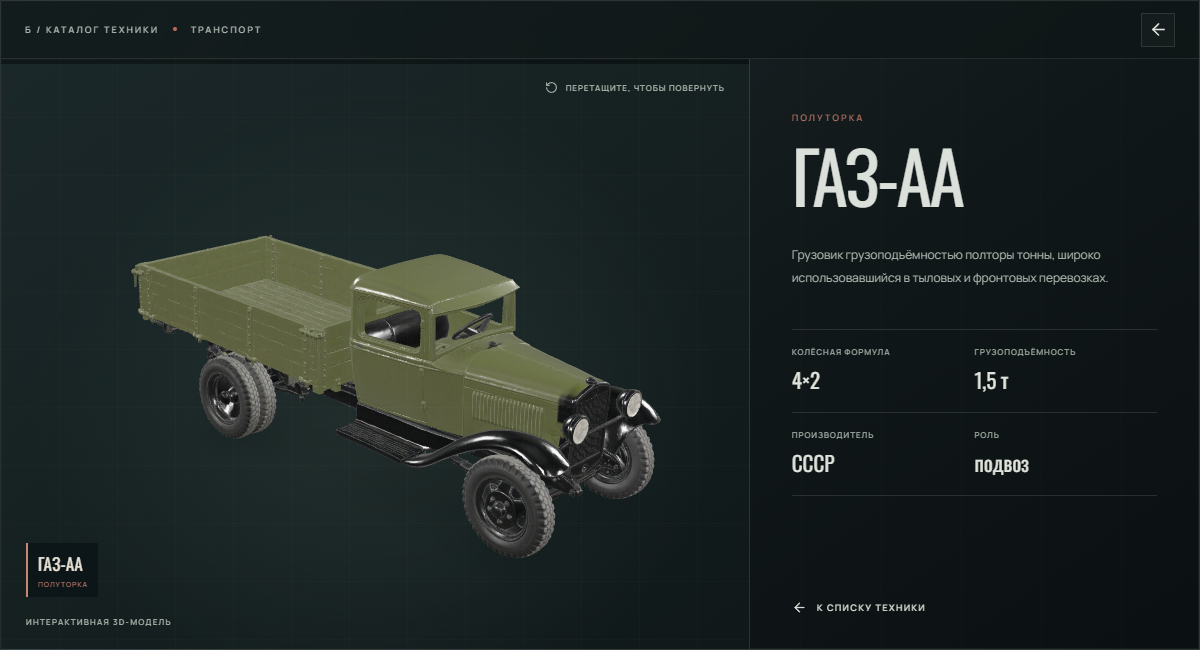 Б / КАТАЛОГ ТЕХНИКИ • ТРАНСПОРТ
ПЕРЕТАЩИТЕ, ЧТОБЫ ПОВЕРНУТЬ
ГАЗ-АА
ПОЛУТОРКА
ИНТЕРАКТИВНАЯ 3D-МОДЕЛЬ
ПОЛУТОРКА
ГАЗ-АА
Грузовик грузоподъёмностью полторы тонны, широко
использовавшийся в тыловых и фронтовых перевозках.
КОЛЁСНАЯ ФОРМУЛА
4×2
ГРУЗОПОДЪЁМНОСТЬ
1,5 т
ПРОИЗВОДИТЕЛЬ
СССР
РОЛЬ
подвоз
К СПИСКУ ТЕХНИКИ